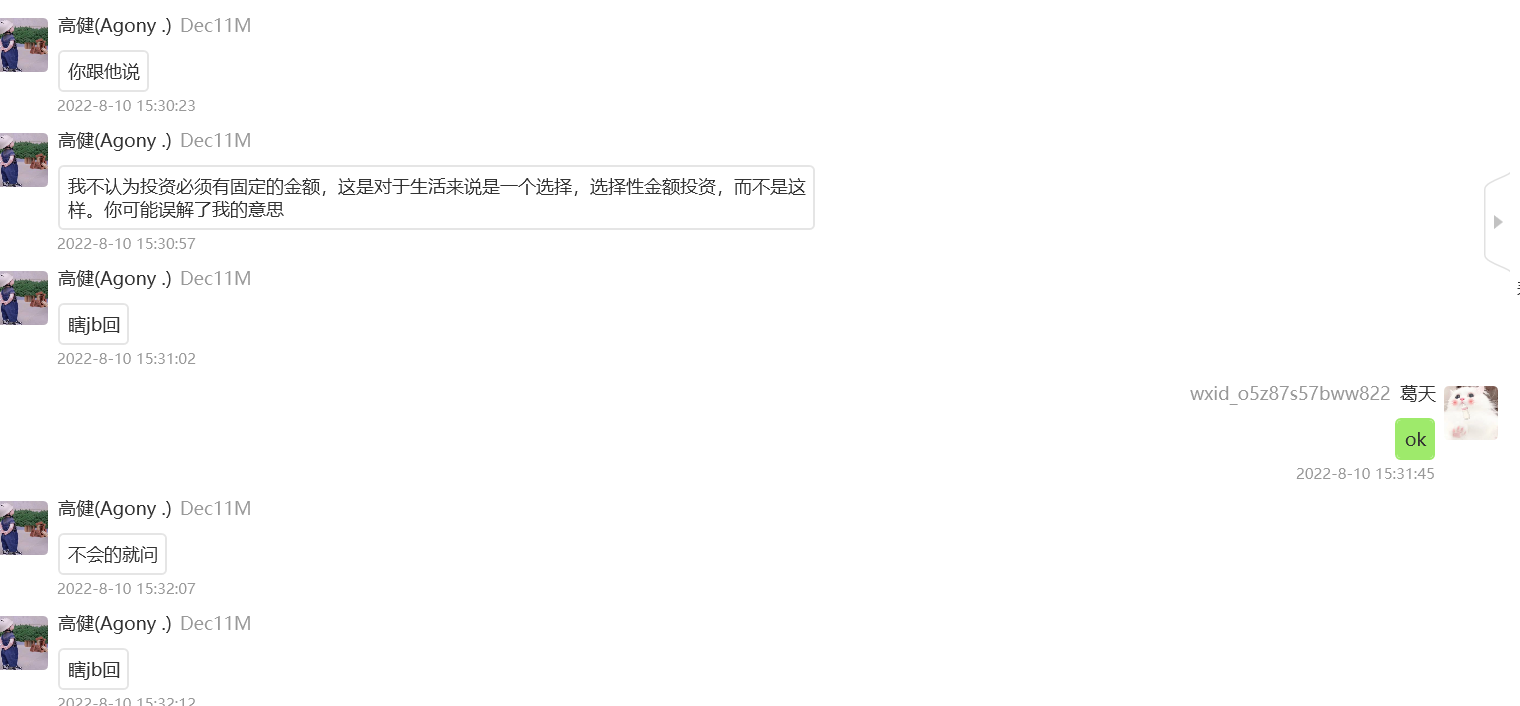 高健(Agony .) Dec11M
你跟他说
2022-8-10 15:30:23
高健(Agony .) Dec11M
我不认为投资必须有固定的金额，这是对于生活来说是一个选择，选择性金额投资，而不是这
样。你可能误解了我的意思
2022-8-10 15:30:57
高健(Agony .) Dec11M
瞎jb回
2022-8-10 15:31:02
wxid_o5z87s57bww822 葛天
ok
2022-8-10 15:31:45
高健(Agony .) Dec11M
不会的就问
2022-8-10 15:32:07
高健(Agony .) Dec11M
瞎jb回
2022-8-10 15:32:12